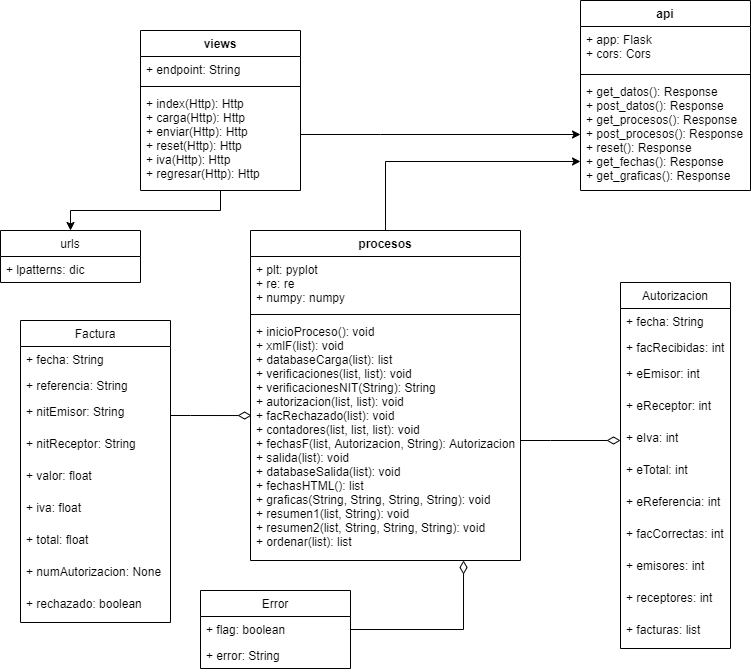 views
+ endpoint: String
+ index(Http): Http
+ carga(Http): Http
+ enviar(Http): Http
+ reset(Http): Http
+ iva(Http): Http
+ regresar(Http): Http
api
+ app: Flask
+ cors: Cors
+ get_datos(): Response
+ post_datos(): Response
+ get_procesos(): Response
+ post_procesos(): Response
+ reset(): Response
+ get_fechas(): Response
+ get_graficas(): Response
urls
+ lpatterns: dic
procesos
+ plt: pyplot
+ re: re
+ numpy: numpy
+ inicioProceso(): void
+ xmlF(list): void
+ databaseCarga(list): list
+ verificaciones(list, list): void
+ verificacionesNIT(String): String
+ autorizacion(list, list): void
+ facRechazado(list): void
+ contadores(list, list, list): void
+ fechasF(list, Autorizacion, String): Autorizacion
+ salida(list): void
+ databaseSalida(list): void
+ fechasHTML(): list
+ graficas(String, String, String, String): void
+ resumen1(list, String): void
+ resumen2(list, String, String, String): void
+ ordenar(list): list
Autorizacion
+ fecha: String
+ facRecibidas: int
+ eEmisor: int
+ eReceptor: int
+ eIva: int
+ eTotal: int
+ eReferencia: int
+ facCorrectas: int
+ emisores: int
+ receptores: int
+ facturas: list
Factura
+ fecha: String
+ referencia: String
+ nitEmisor: String
+ nitReceptor: String
+ valor: float
+ iva: float
+ total: float
+ numAutorizacion: None
+ rechazado: boolean
Error
+ flag: boolean
+ error: String